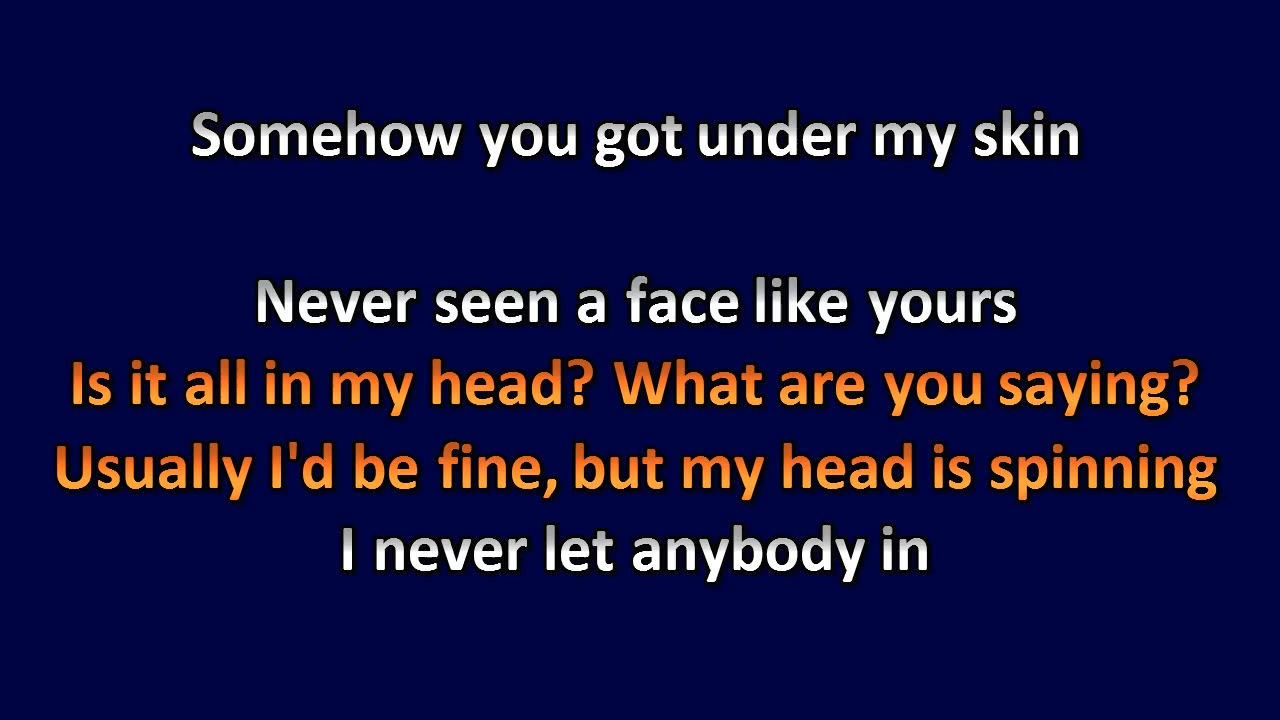 Somehow you got under my skin
Never seen a face like yours
Is it all in my head? What are you saying?
Usually I'd be fine, but my head is spinning
I never let anybody in